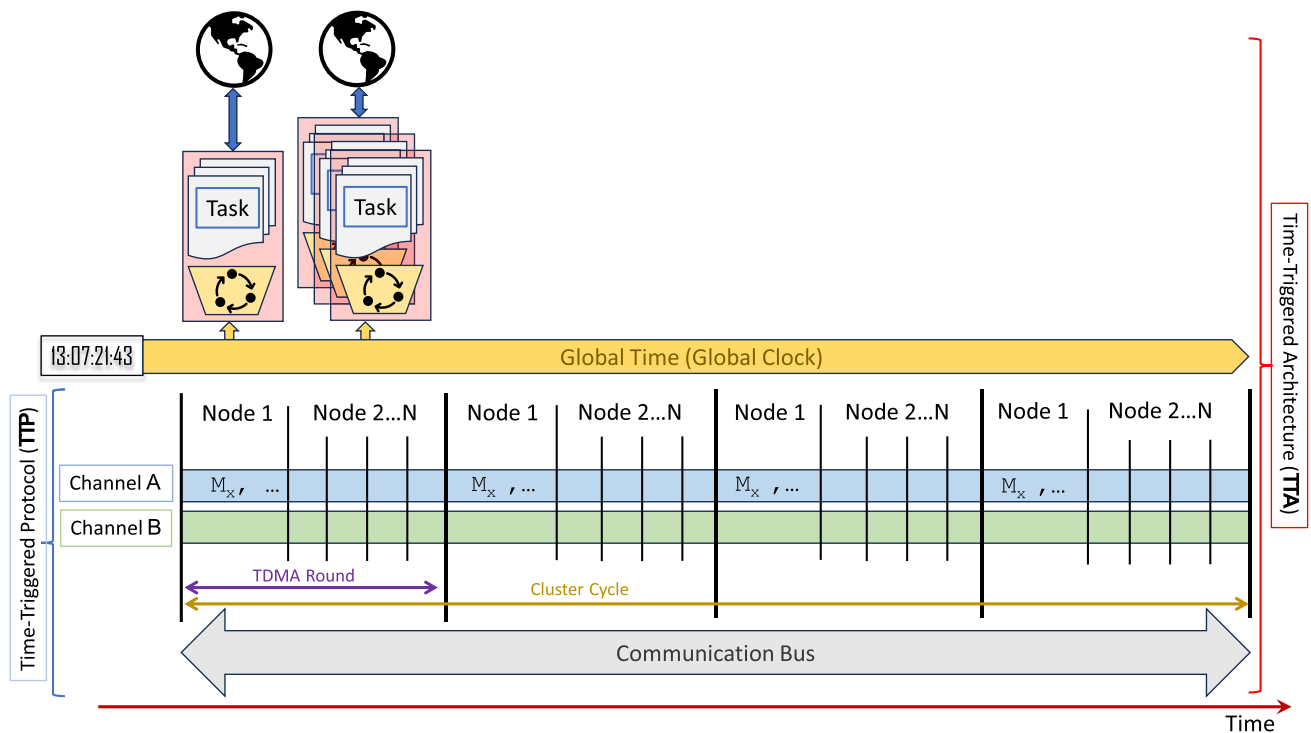 Task
Task
13:07:21:43
Global Time (Global Clock)
Time-Triggered Architecture (TTA)
Time-Triggered Protocol (TTP)
Node 1
Node 2...N
Node 1
Node 2...N
Node 1
Node 2...N
Node 1
Node 2...N
Channel A
Mx, ...
Mx ,...
Mx ,...
Mx ,...
Channel B
TDMA Round
Cluster Cycle
Communication Bus
Time